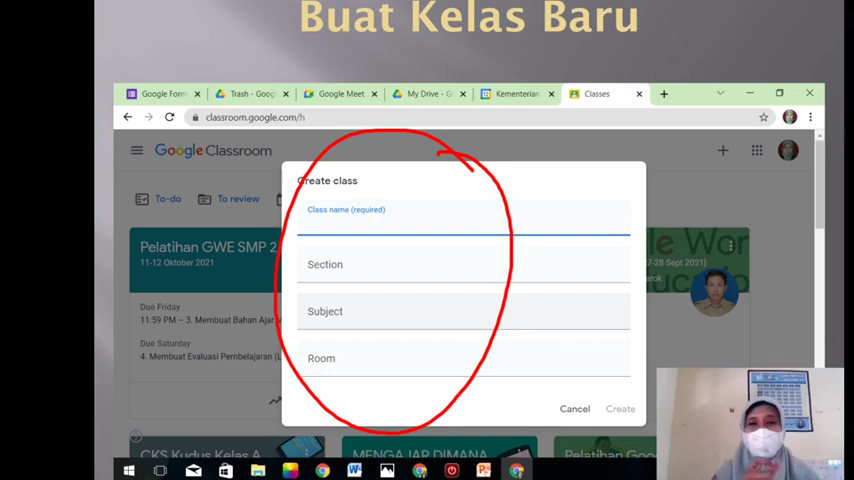 Buat Kelas Baru
Google Form
Trash - Goog
Google Meet
My Drive - G
Kementerian
Classes
classroom.google.com/h
Google Classroom
To-do
To review
Create class
Class name (required)
Section
Subject
Room
Cancel
Create
Pelatihan GWE SMP 2
11-12 Oktober 2021
Due Friday
11:59 PM – 3. Membuat Bahan Ajar
Due Saturday
4. Membuat Evaluasi Pembelajaran (L
7-28 Sept 2021]
CKS Kudus Kelas A
MENGAJAR DIMANA
Pelatihan Goo